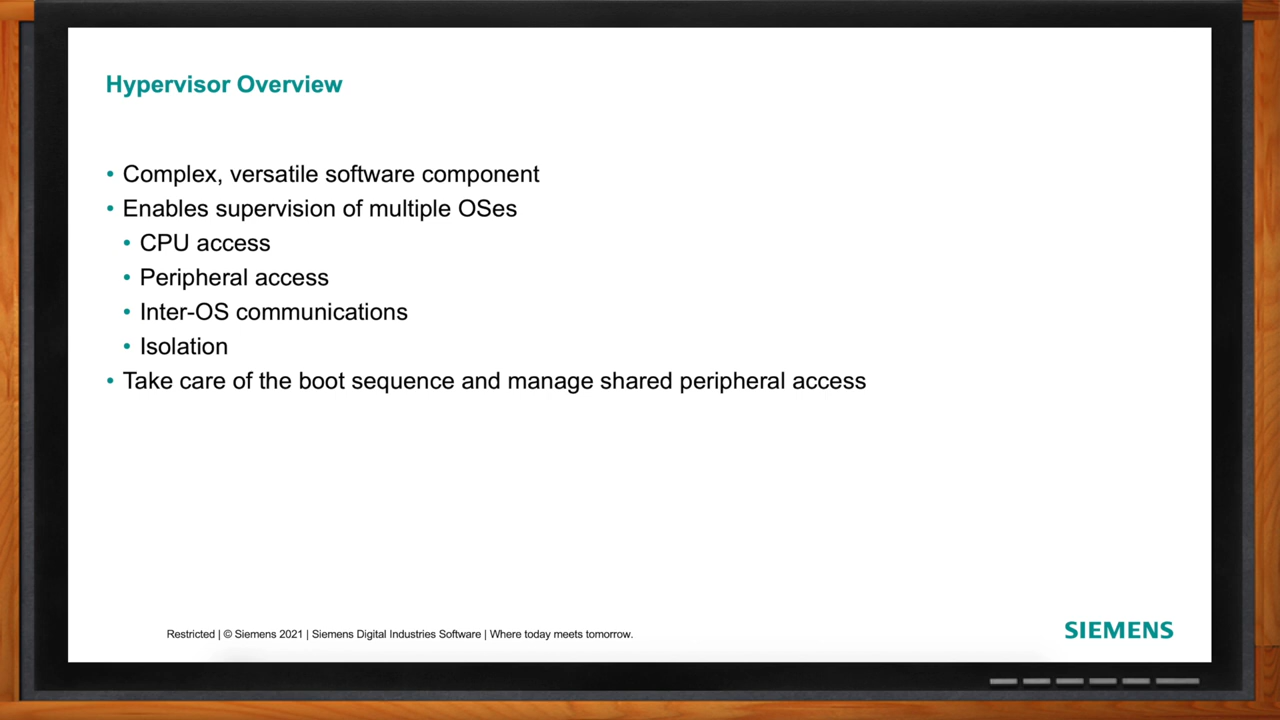 Hypervisor Overview
• Complex, versatile software component
• Enables supervision of multiple OSes
• CPU access
• Peripheral access
• Inter-OS communications
• Isolation
• Take care of the boot sequence and manage shared peripheral access
Restricted | © Siemens 2021 | Siemens Digital Industries Software | Where today meets tomorrow.
SIEMENS